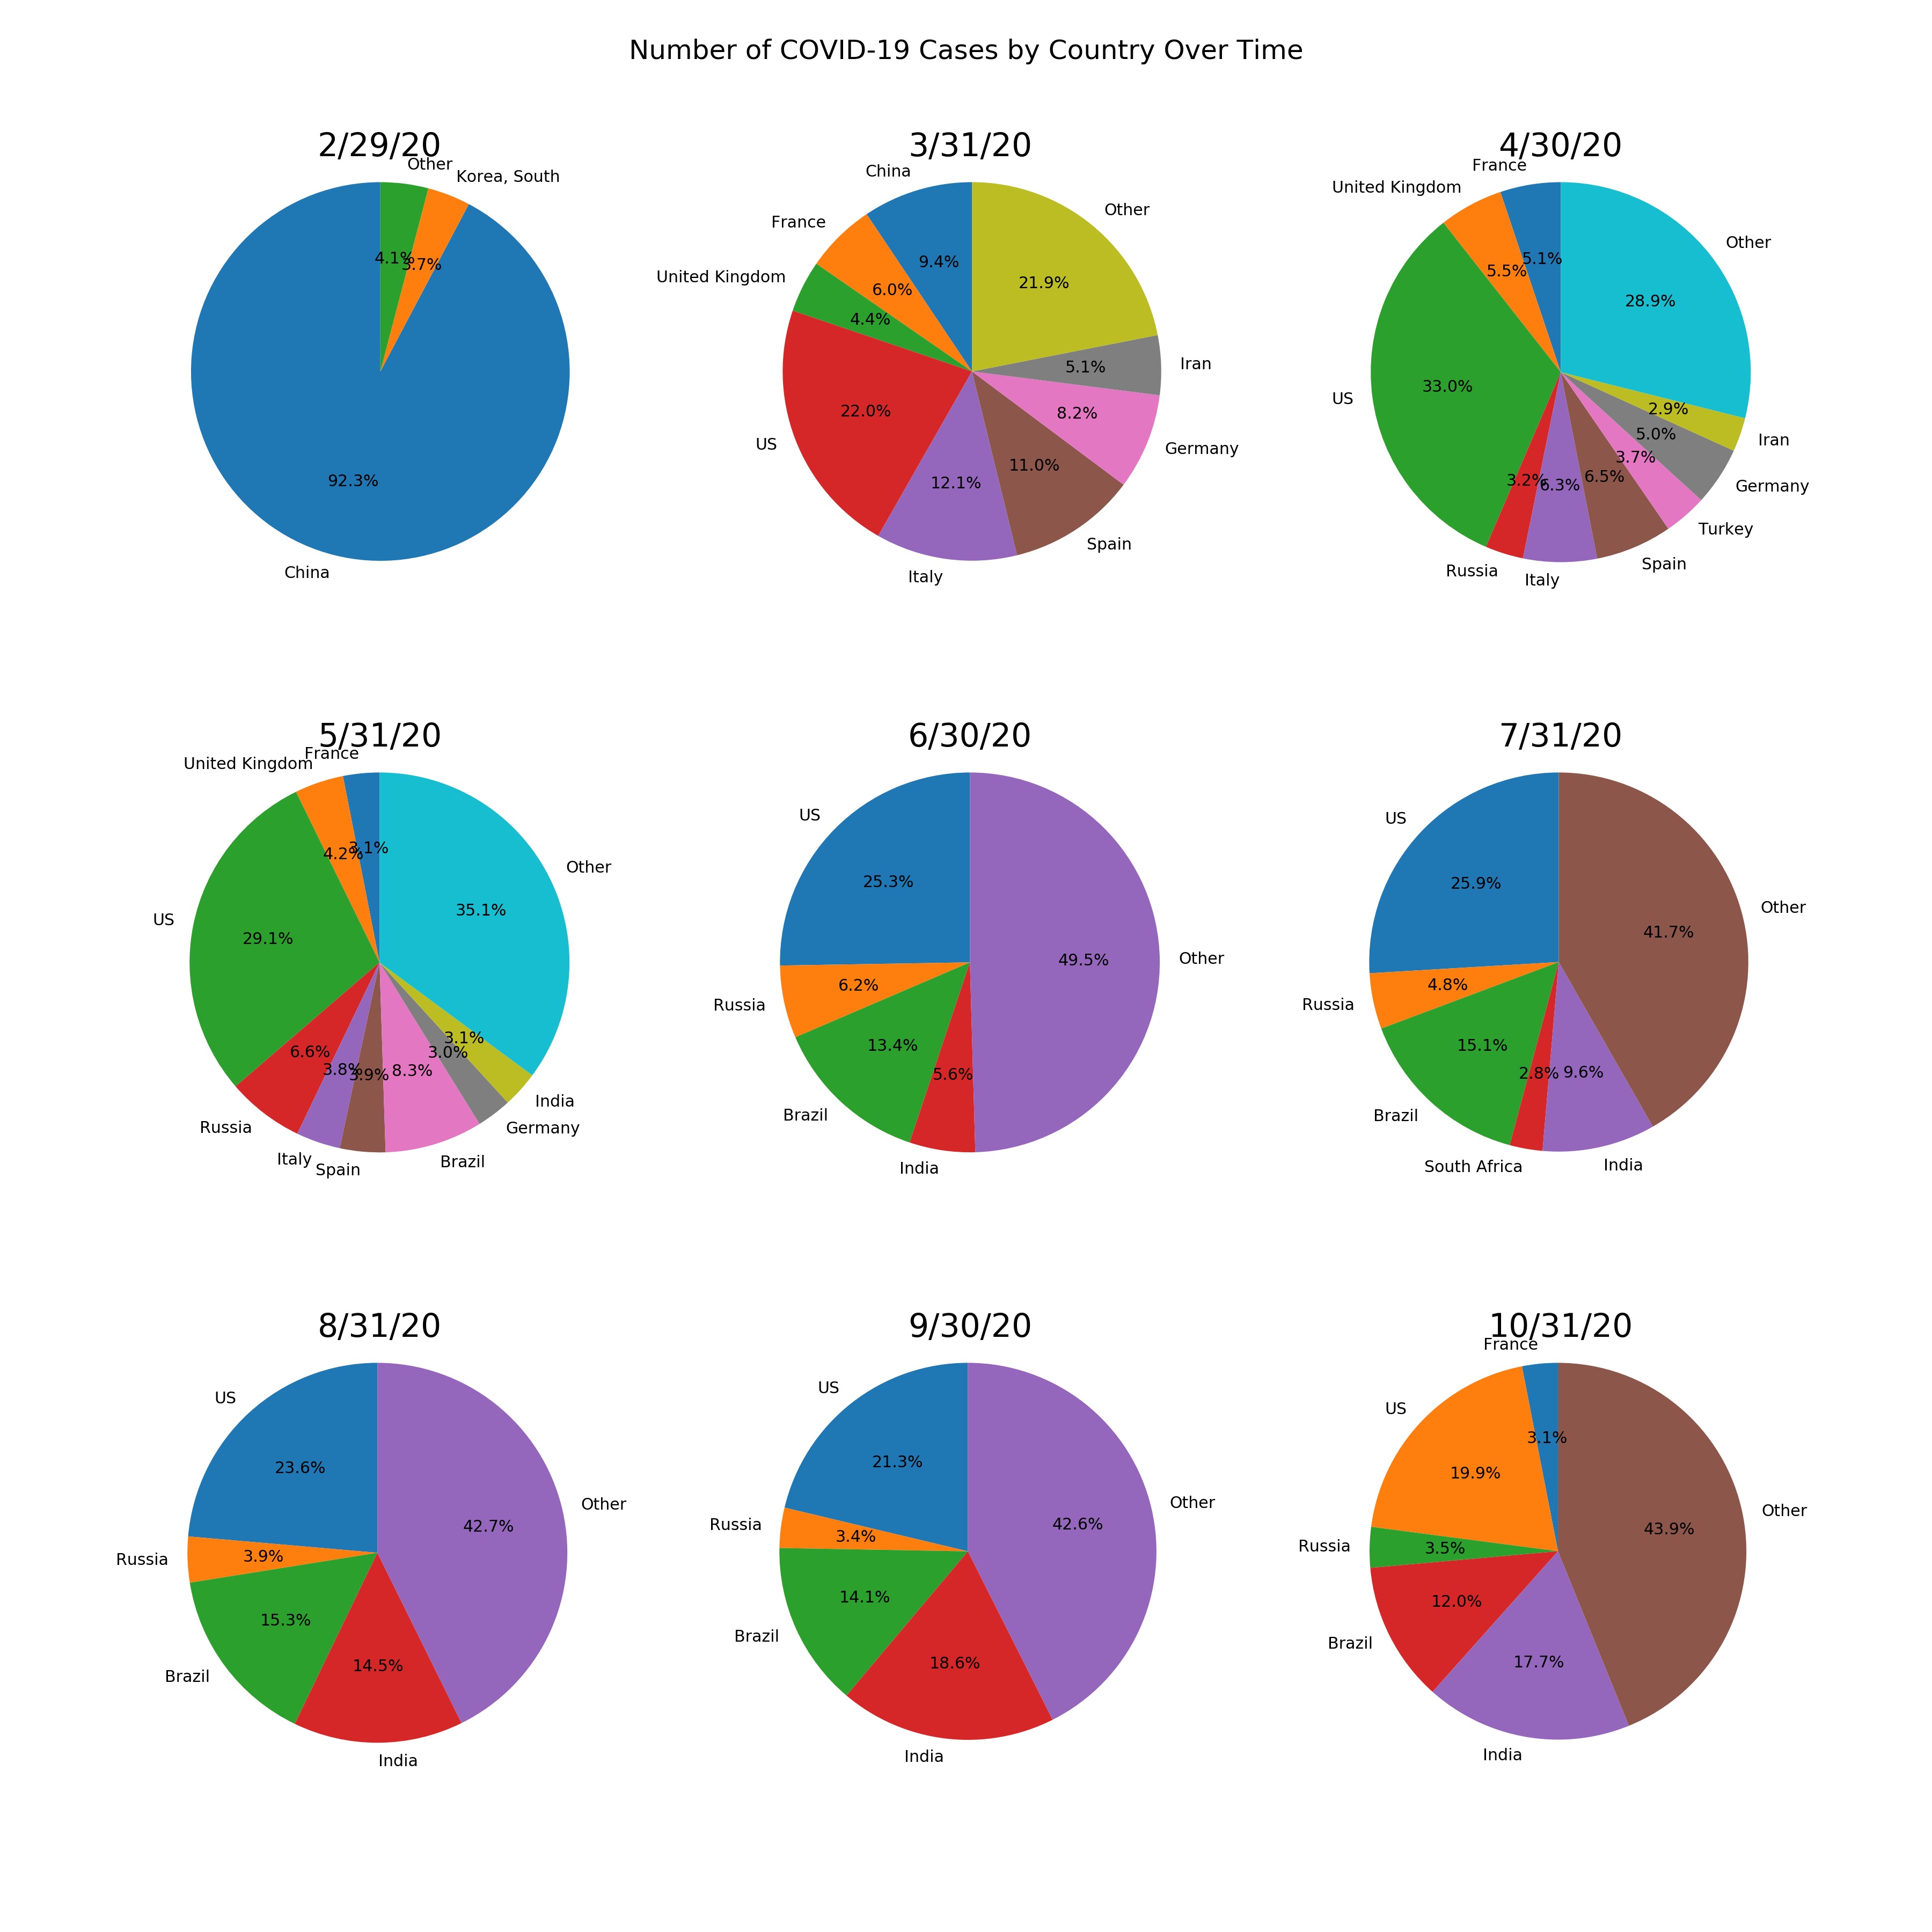 Number of COVID-19 Cases by Country Over Time
2/29/20
Other
Korea, South
4.1%
3.7%
92.3%
China
3/31/20
China
Other
France
9.4%
21.9%
United Kingdom
6.0%
4.4%
Iran
5.1%
22.0%
8.2%
US
Germany
11.0%
12.1%
Spain
Italy
4/30/20
France
United Kingdom
Other
5.1%
5.5%
28.9%
33.0%
US
2.9%
5.0%
Iran
3.7%
6.5%
3.2%
6.3%
Germany
Turkey
Spain
Russia
Italy
5/31/20
France
United Kingdom
3.1%
4.2%
Other
35.1%
US
29.1%
3.1%
3.0%
6.6%
3.8%
3.9%
8.3%
India
Germany
Russia
Italy
Spain
Brazil
6/30/20
US
25.3%
49.5%
Other
6.2%
Russia
13.4%
5.6%
Brazil
India
7/31/20
US
25.9%
Other
41.7%
4.8%
Russia
15.1%
2.8%
9.6%
Brazil
South Africa
India
8/31/20
US
23.6%
Other
42.7%
Russia
3.9%
15.3%
14.5%
Brazil
India
9/30/20
US
21.3%
Other
42.6%
Russia
3.4%
14.1%
Brazil
18.6%
India
10/31/20
France
US
3.1%
19.9%
Other
43.9%
Russia
3.5%
12.0%
Brazil
17.7%
India